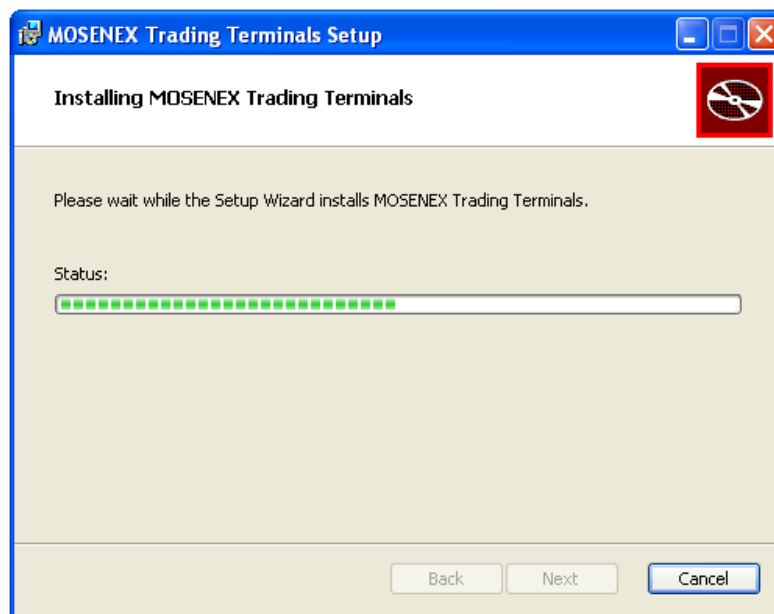 MOSENEX Trading Terminals Setup
Installing MOSENEX Trading Terminals
Please wait while the Setup Wizard installs MOSENEX Trading Terminals.
Status:
Back Next Cancel